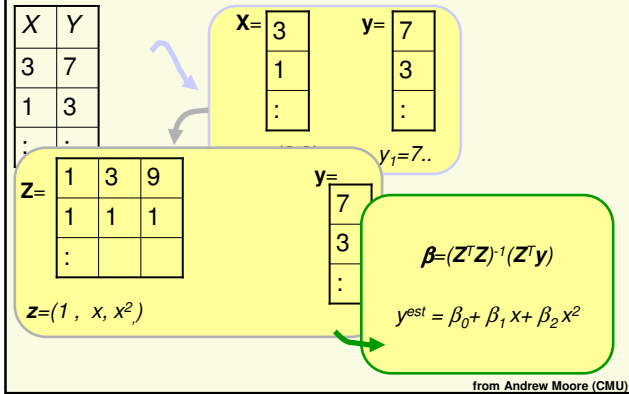 X Y
3 7
1 3
: :
X= 3
1
:
y= 7
3
:
y₁=7..
Z= 1 3 9
1 1 1
:
y=
7
3
:
z=(1 , x, x²,)
β=(ZᵀZ)⁻¹(Zᵀy)
yᵉˢᵗ = β₀+ β₁ x+ β₂ x²
from Andrew Moore (CMU)